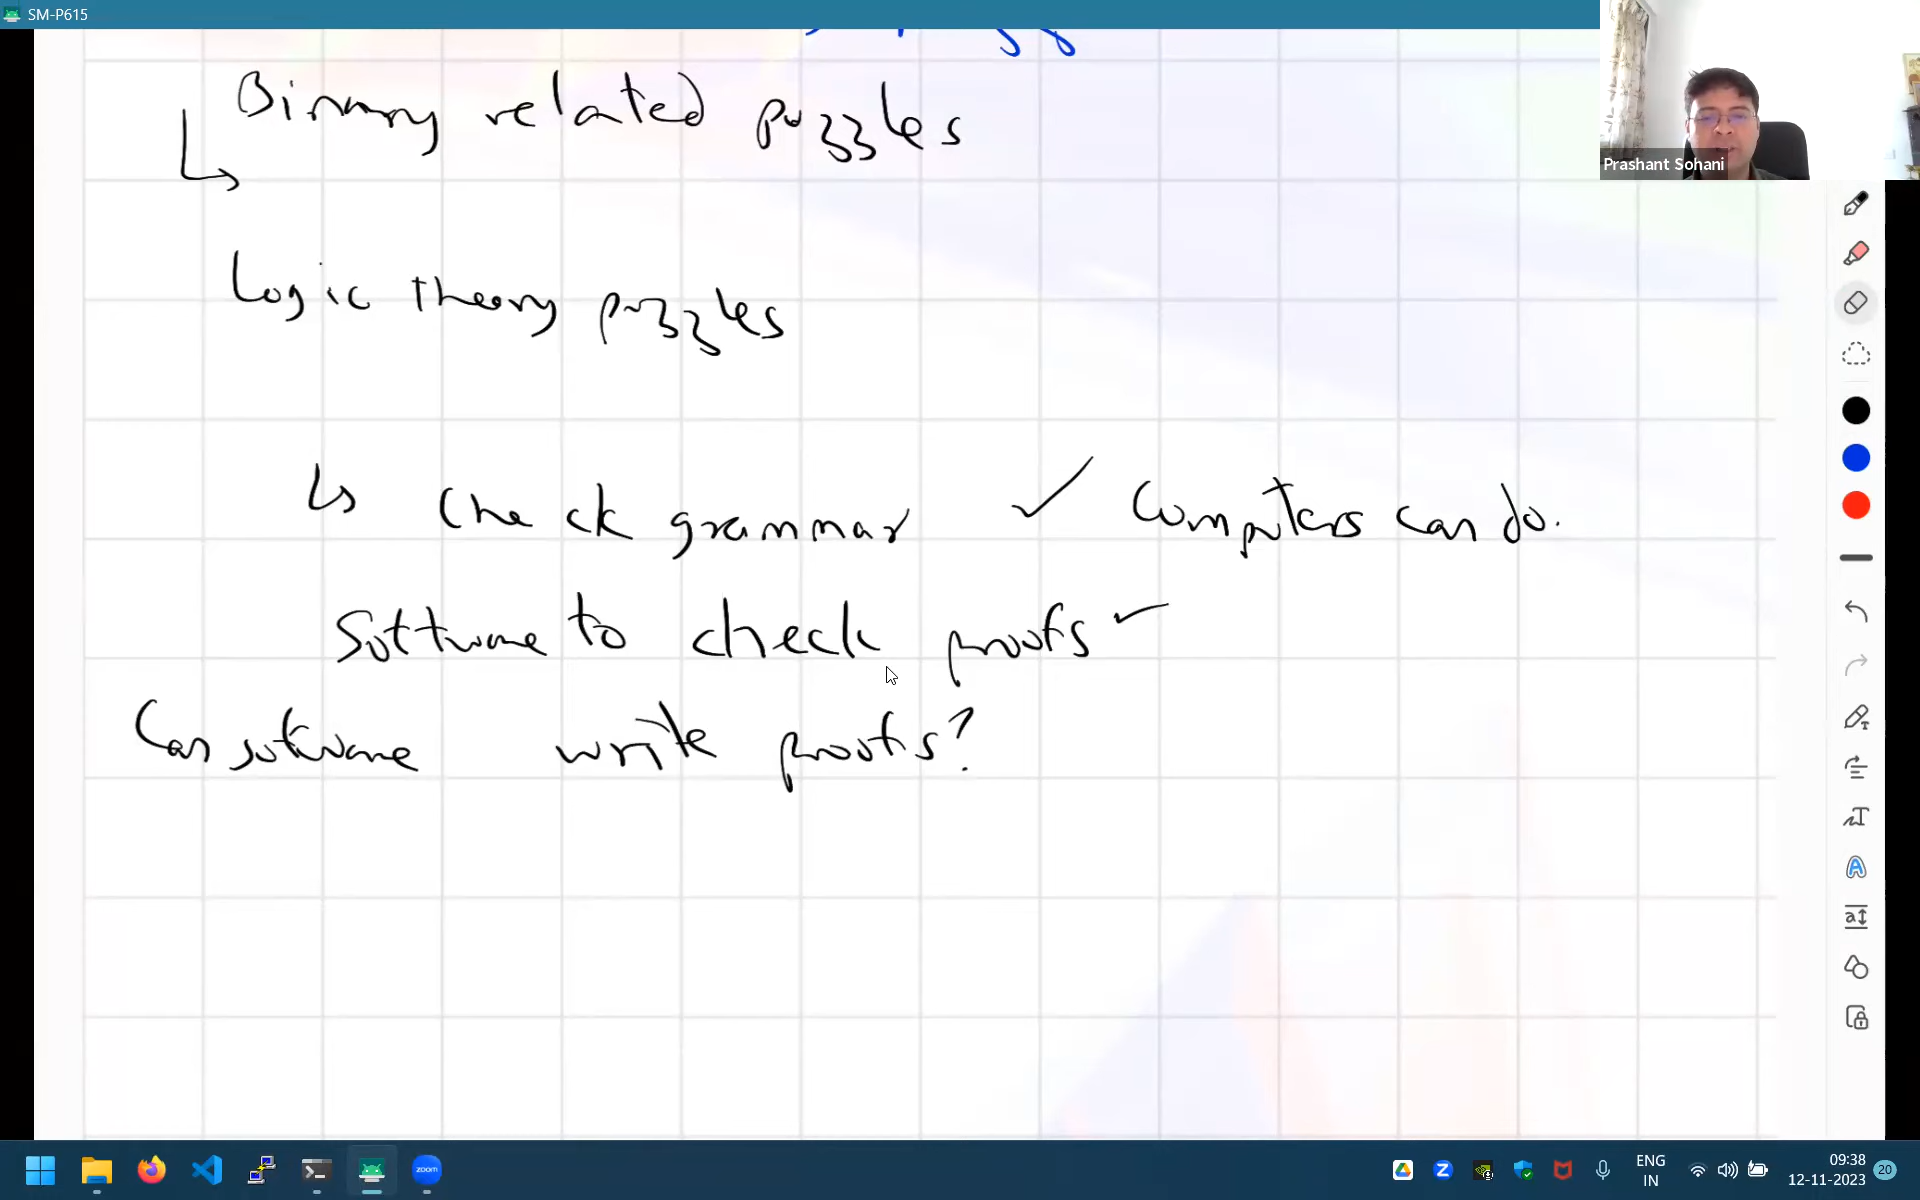 SM-P615
Prashant Sohani
Binary related puzzles
Logic theory puzzles
Check grammar ✓ Computers can do.
Software to check proofs ✓
Can software write proofs?
zoom
ENG
IN
09:38
12-11-2023
20